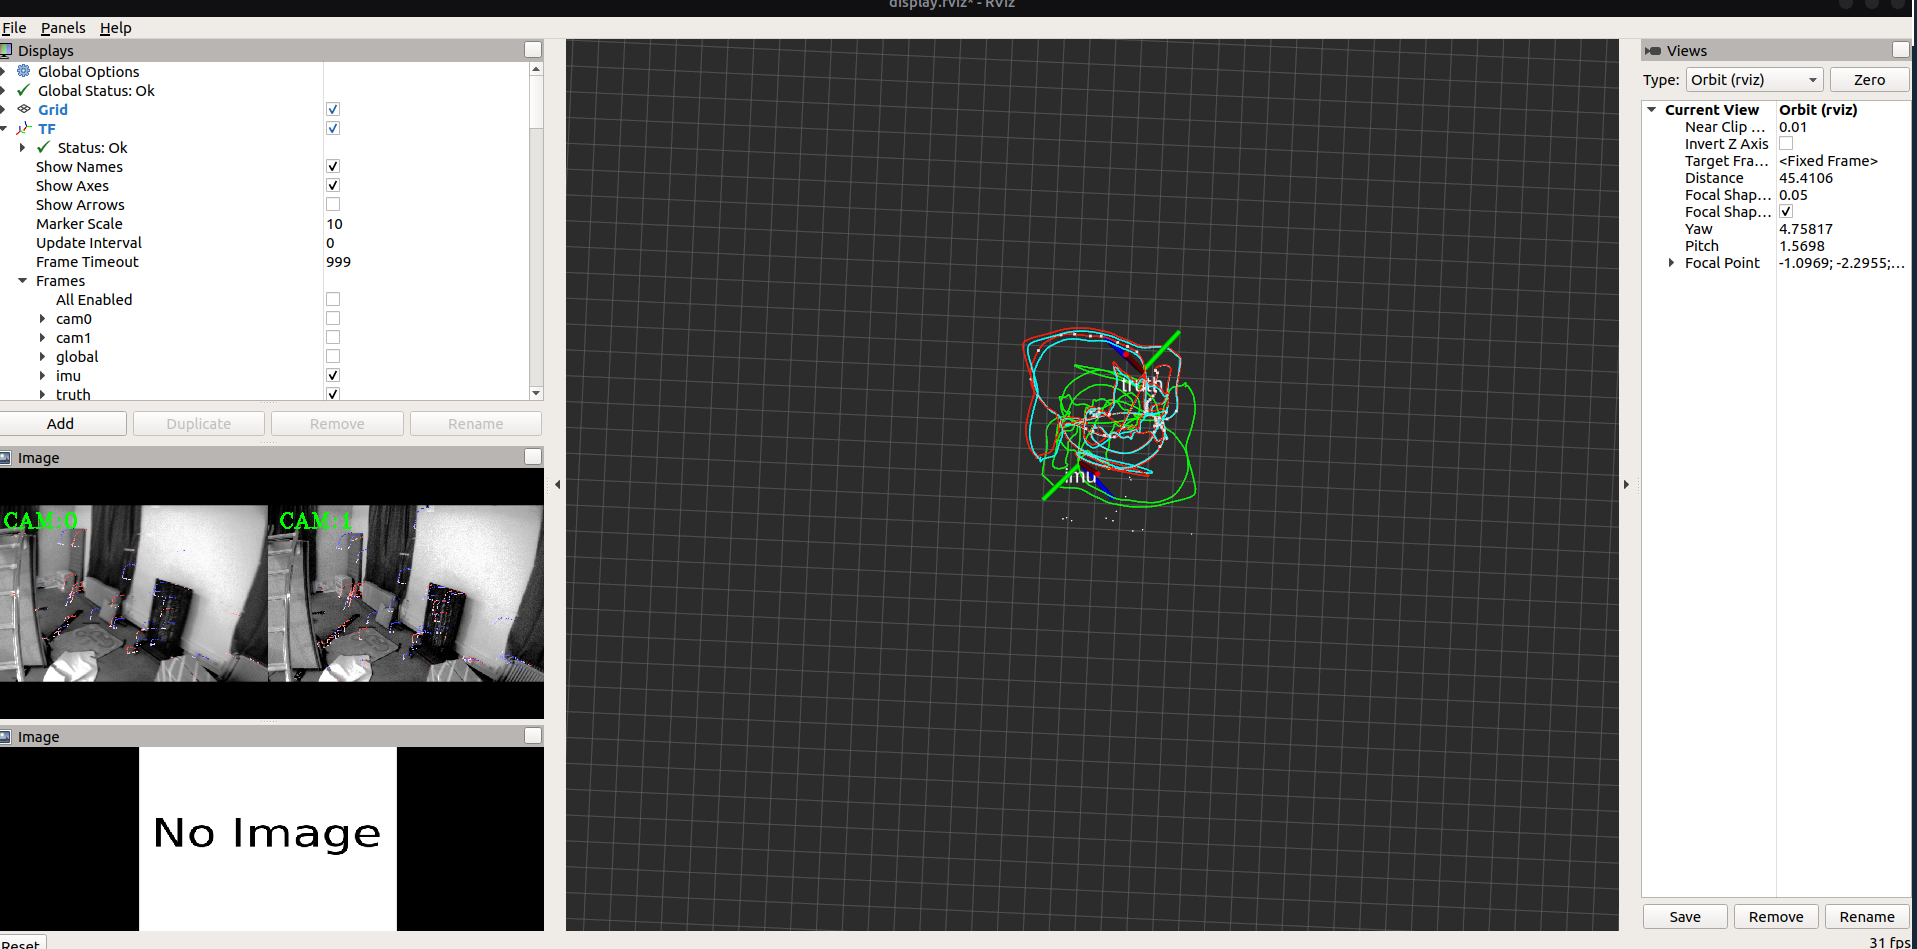 display.rviz* - RViz
File Panels Help
Displays
Global Options
Global Status: Ok
Grid
TF
Status: Ok
Show Names
Show Axes
Show Arrows
Marker Scale 10
Update Interval 0
Frame Timeout 999
Frames
All Enabled
cam0
cam1
global
imu
truth
Add Duplicate Remove Rename
Image
CAM:0 CAM:1
Image
No Image
Reset
truth
imu
Views
Type: Orbit (rviz) Zero
Current View Orbit (rviz)
Near Clip … 0.01
Invert Z Axis
Target Fra… <Fixed Frame>
Distance 45.4106
Focal Shap… 0.05
Focal Shap…
Yaw 4.75817
Pitch 1.5698
Focal Point -1.0969; -2.2955;…
Save Remove Rename
31 fps